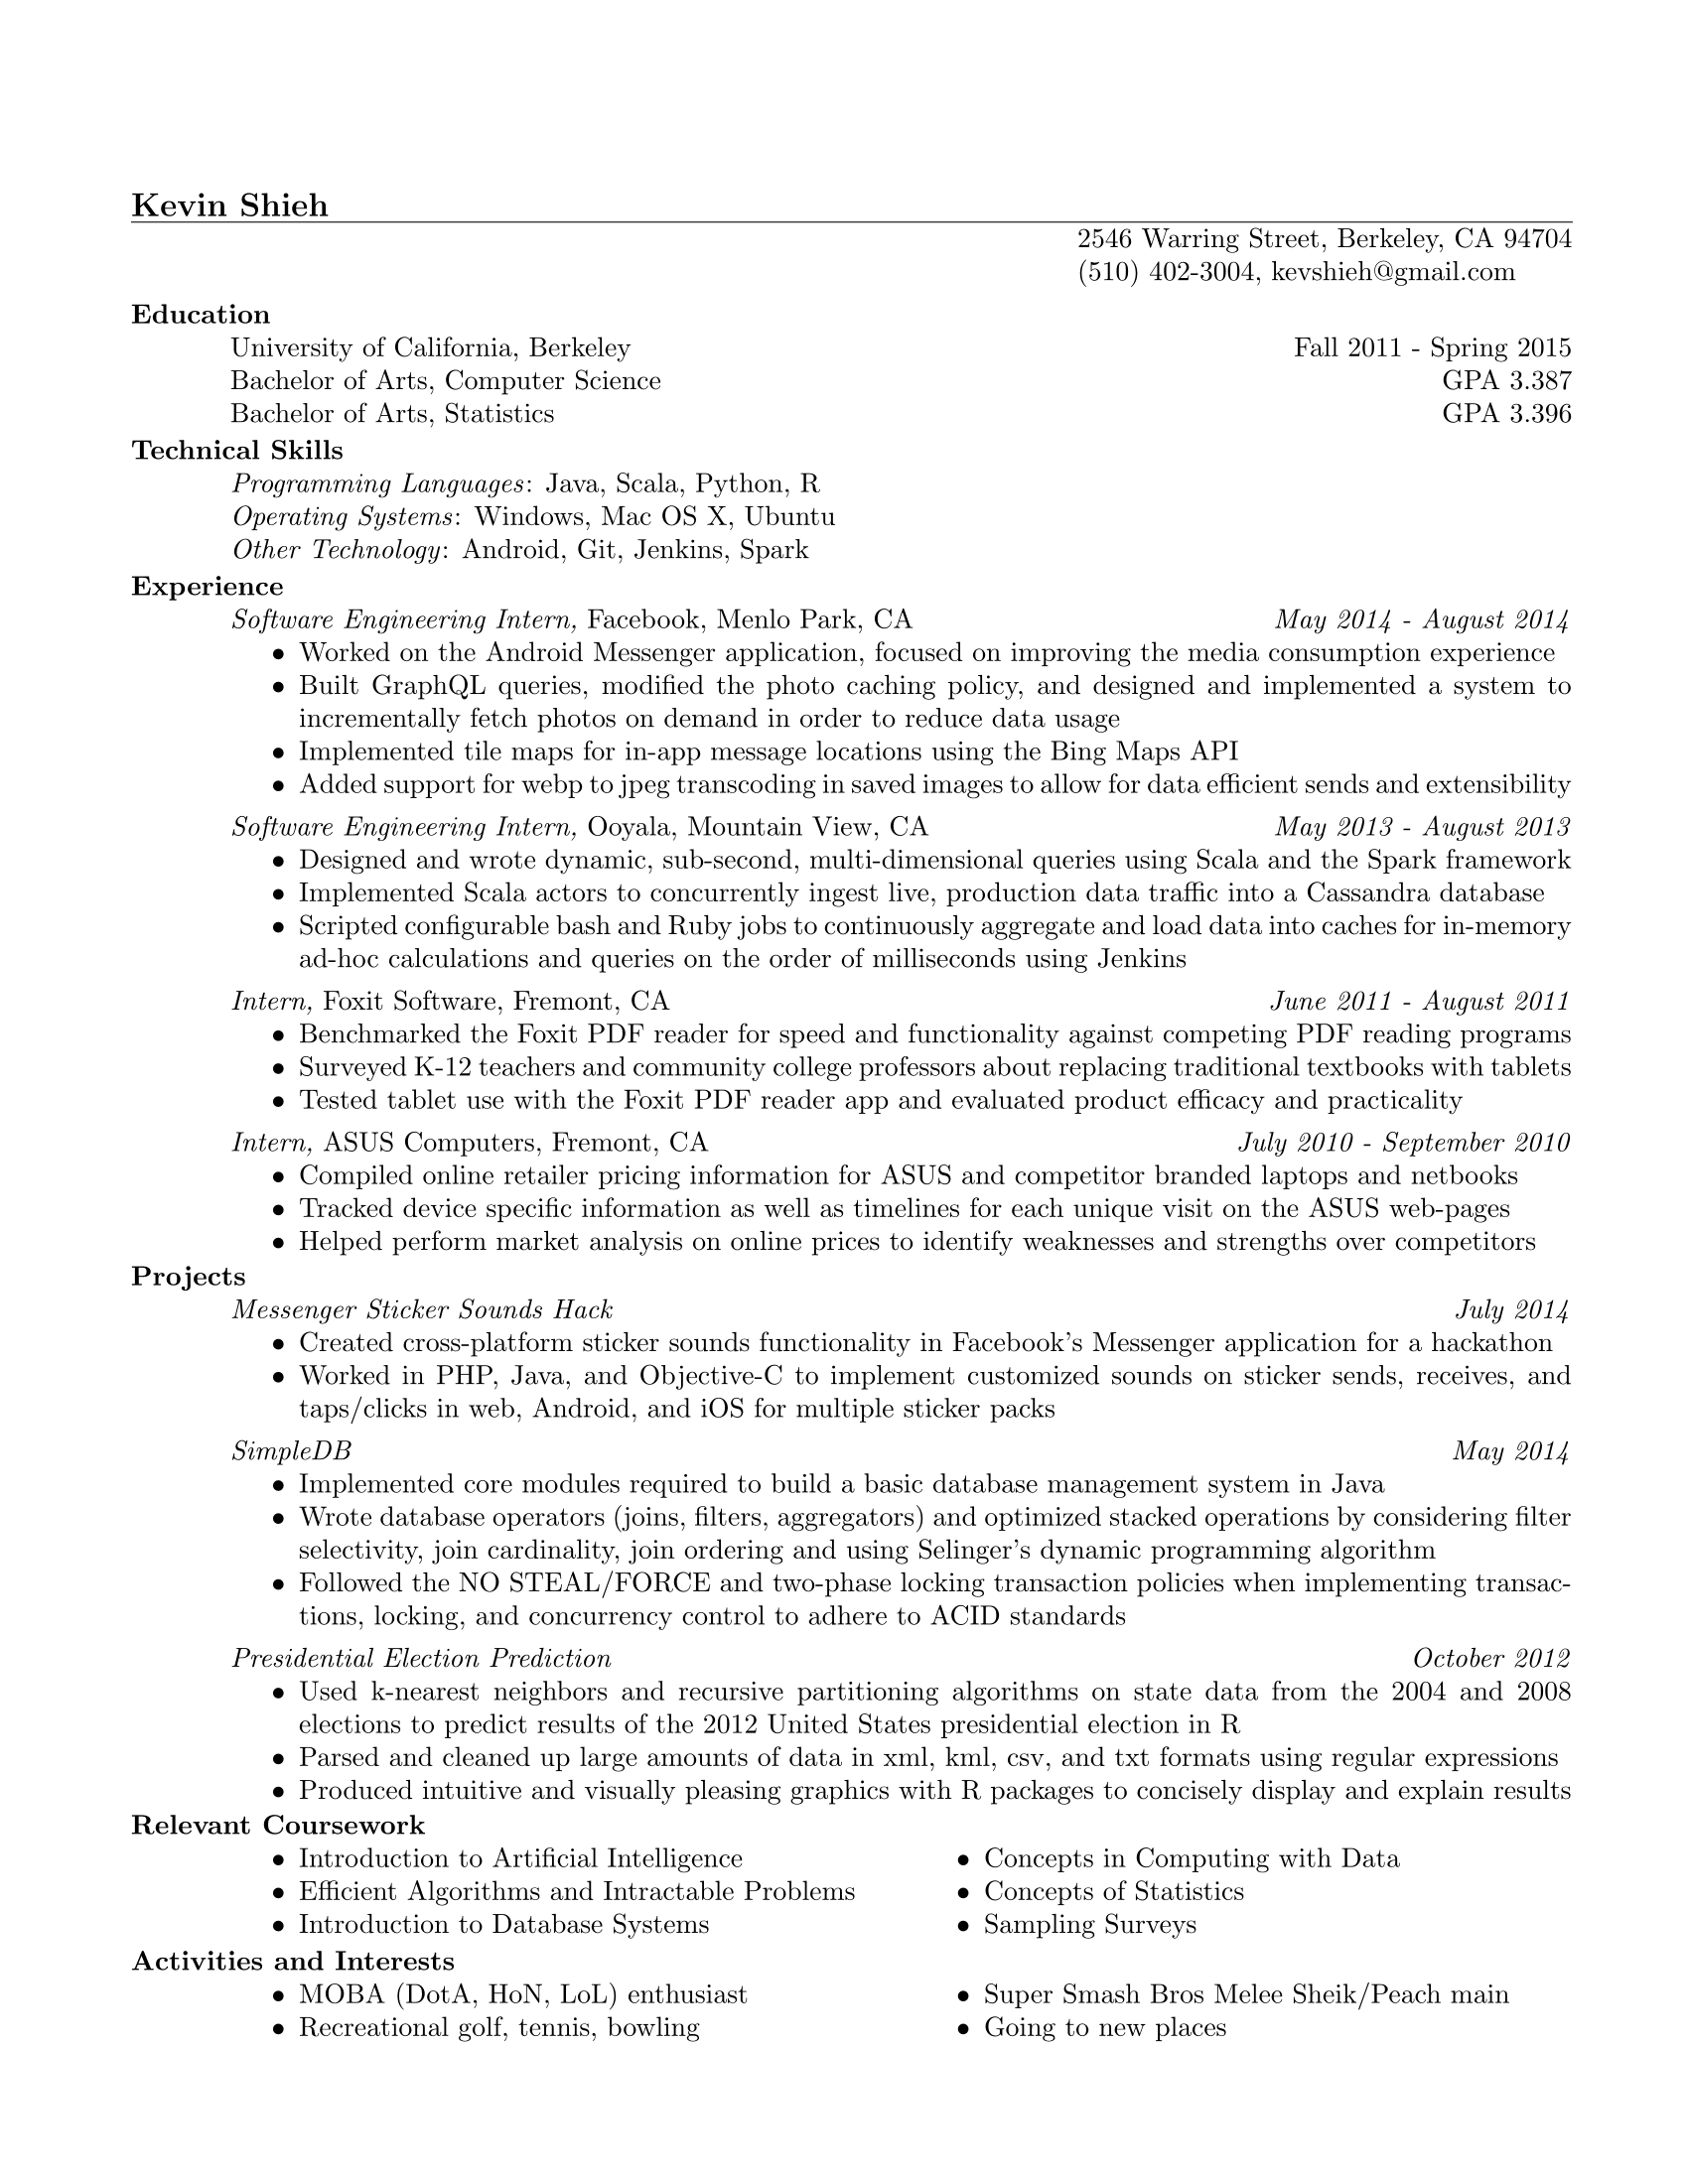 Kevin Shieh
2546 Warring Street, Berkeley, CA 94704
(510) 402-3004, kevshieh@gmail.com
Education
University of California, Berkeley Fall 2011 - Spring 2015
Bachelor of Arts, Computer Science GPA 3.387
Bachelor of Arts, Statistics GPA 3.396
Technical Skills
Programming Languages: Java, Scala, Python, R
Operating Systems: Windows, Mac OS X, Ubuntu
Other Technology: Android, Git, Jenkins, Spark
Experience
Software Engineering Intern, Facebook, Menlo Park, CA May 2014 - August 2014
• Worked on the Android Messenger application, focused on improving the media consumption experience
• Built GraphQL queries, modified the photo caching policy, and designed and implemented a system to
incrementally fetch photos on demand in order to reduce data usage
• Implemented tile maps for in-app message locations using the Bing Maps API
• Added support for webp to jpeg transcoding in saved images to allow for data efficient sends and extensibility
Software Engineering Intern, Ooyala, Mountain View, CA May 2013 - August 2013
• Designed and wrote dynamic, sub-second, multi-dimensional queries using Scala and the Spark framework
• Implemented Scala actors to concurrently ingest live, production data traffic into a Cassandra database
• Scripted configurable bash and Ruby jobs to continuously aggregate and load data into caches for in-memory
ad-hoc calculations and queries on the order of milliseconds using Jenkins
Intern, Foxit Software, Fremont, CA June 2011 - August 2011
• Benchmarked the Foxit PDF reader for speed and functionality against competing PDF reading programs
• Surveyed K-12 teachers and community college professors about replacing traditional textbooks with tablets
• Tested tablet use with the Foxit PDF reader app and evaluated product efficacy and practicality
Intern, ASUS Computers, Fremont, CA July 2010 - September 2010
• Compiled online retailer pricing information for ASUS and competitor branded laptops and netbooks
• Tracked device specific information as well as timelines for each unique visit on the ASUS web-pages
• Helped perform market analysis on online prices to identify weaknesses and strengths over competitors
Projects
Messenger Sticker Sounds Hack July 2014
• Created cross-platform sticker sounds functionality in Facebook's Messenger application for a hackathon
• Worked in PHP, Java, and Objective-C to implement customized sounds on sticker sends, receives, and
taps/clicks in web, Android, and iOS for multiple sticker packs
SimpleDB May 2014
• Implemented core modules required to build a basic database management system in Java
• Wrote database operators (joins, filters, aggregators) and optimized stacked operations by considering filter
selectivity, join cardinality, join ordering and using Selinger's dynamic programming algorithm
• Followed the NO STEAL/FORCE and two-phase locking transaction policies when implementing transac-
tions, locking, and concurrency control to adhere to ACID standards
Presidential Election Prediction October 2012
• Used k-nearest neighbors and recursive partitioning algorithms on state data from the 2004 and 2008
elections to predict results of the 2012 United States presidential election in R
• Parsed and cleaned up large amounts of data in xml, kml, csv, and txt formats using regular expressions
• Produced intuitive and visually pleasing graphics with R packages to concisely display and explain results
Relevant Coursework
• Introduction to Artificial Intelligence • Concepts in Computing with Data
• Efficient Algorithms and Intractable Problems • Concepts of Statistics
• Introduction to Database Systems • Sampling Surveys
Activities and Interests
• MOBA (DotA, HoN, LoL) enthusiast • Super Smash Bros Melee Sheik/Peach main
• Recreational golf, tennis, bowling • Going to new places